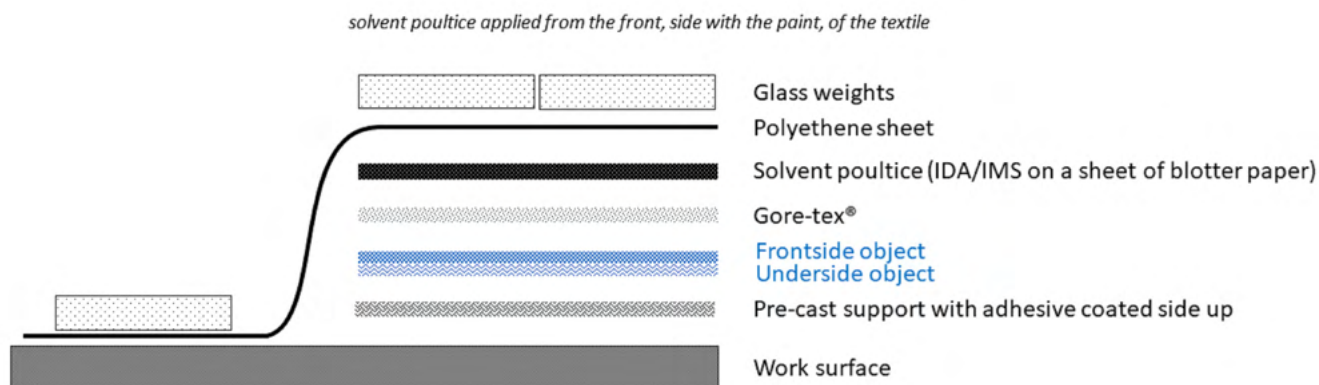 solvent poultice applied from the front, side with the paint, of the textile
Glass weights
Polyethene sheet
Solvent poultice (IDA/IMS on a sheet of blotter paper)
Gore-tex®
Frontside object
Underside object
Pre-cast support with adhesive coated side up
Work surface